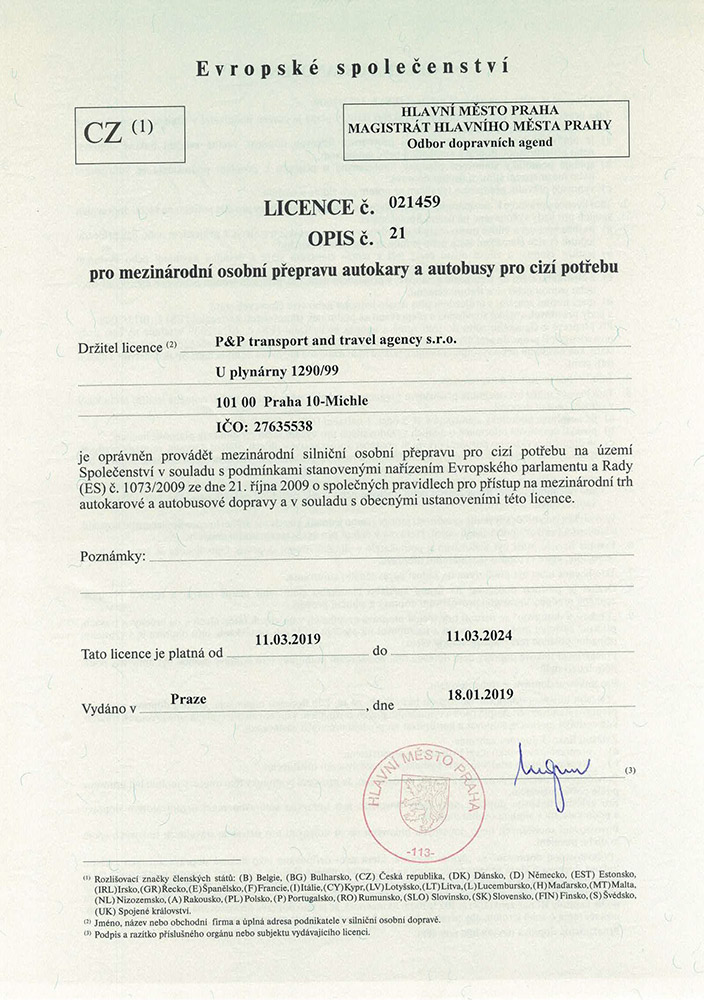 Evropské společenství
CZ (1)
HLAVNÍ MĚSTO PRAHA
MAGISTRÁT HLAVNÍHO MĚSTA PRAHY
Odbor dopravních agend
LICENCE č. 021459
OPIS č. 21
pro mezinárodní osobní přepravu autokary a autobusy pro cizí potřebu
Držitel licence (2) P&P transport and travel agency s.r.o.
U plynárny 1290/99
101 00 Praha 10-Michle
IČO: 27635538
je oprávněn provádět mezinárodní silniční osobní přepravu pro cizí potřebu na území
Společenství v souladu s podmínkami stanovenými nařízením Evropského parlamentu a Rady
(ES) č. 1073/2009 ze dne 21. října 2009 o společných pravidlech pro přístup na mezinárodní trh
autokarové a autobusové dopravy a v souladu s obecnými ustanoveními této licence.
Poznámky:
Tato licence je platná od 11.03.2019 do 11.03.2024
Vydáno v Praze, dne 18.01.2019
HLAVNÍ MĚSTO PRAHA
-113-
(3)
(1) Rozlišovací značky členských států: (B) Belgie, (BG) Bulharsko, (CZ) Česká republika, (DK) Dánsko, (D) Německo, (EST) Estonsko,
(IRL) Irsko, (GR) Řecko, (E) Španělsko, (F) Francie, (I) Itálie, (CY) Kypr, (LV) Lotyšsko, (LT) Litva, (L) Lucembursko, (H) Maďarsko, (MT) Malta,
(NL) Nizozemsko, (A) Rakousko, (PL) Polsko, (P) Portugalsko, (RO) Rumunsko, (SLO) Slovinsko, (SK) Slovensko, (FIN) Finsko, (S) Švédsko,
(UK) Spojené království.
(2) Jméno, název nebo obchodní firma a úplná adresa podnikatele v silniční osobní dopravě.
(3) Podpis a razítko příslušného orgánu nebo subjektu vydávajícího licenci.